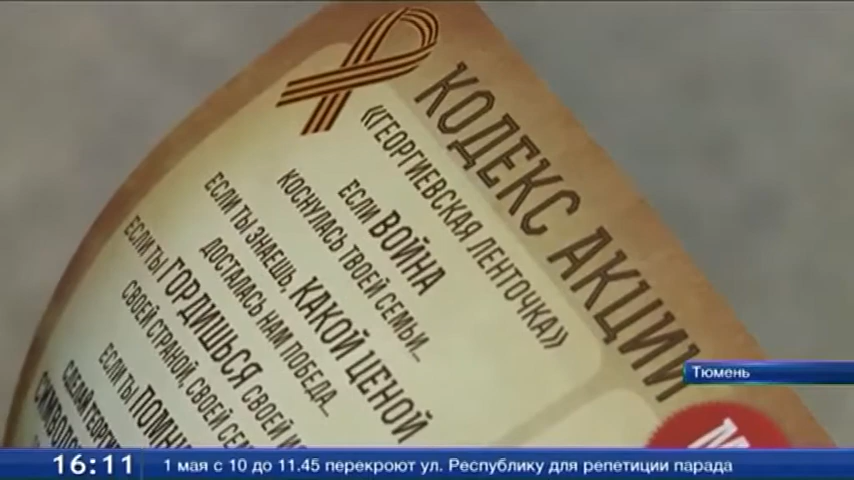 КОДЕКС АКЦИИ
«ГЕОРГИЕВСКАЯ ЛЕНТОЧКА»
ЕСЛИ ВОЙНА
КОСНУЛАСЬ ТВОЕЙ СЕМЬИ...
ЕСЛИ ТЫ ЗНАЕШЬ, КАКОЙ ЦЕНОЙ
ДОСТАЛАСЬ НАМ ПОБЕДА...
ЕСЛИ ТЫ ГОРДИШЬСЯ СВОЕЙ
СВОЕЙ СТРАНОЙ, СВОЕЙ
ЕСЛИ ТЫ
СДЕЛАЙ
Тюмень
16:11
1 мая с 10 до 11.45 перекроют ул. Республику для репетиции парада